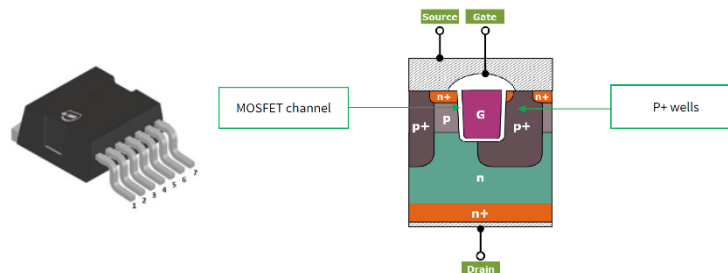 Source
Gate
MOSFET channel
P+ wells
n+
n+
p
G
p+
p+
n
n+
Drain
1
2
3
4
5
6
7